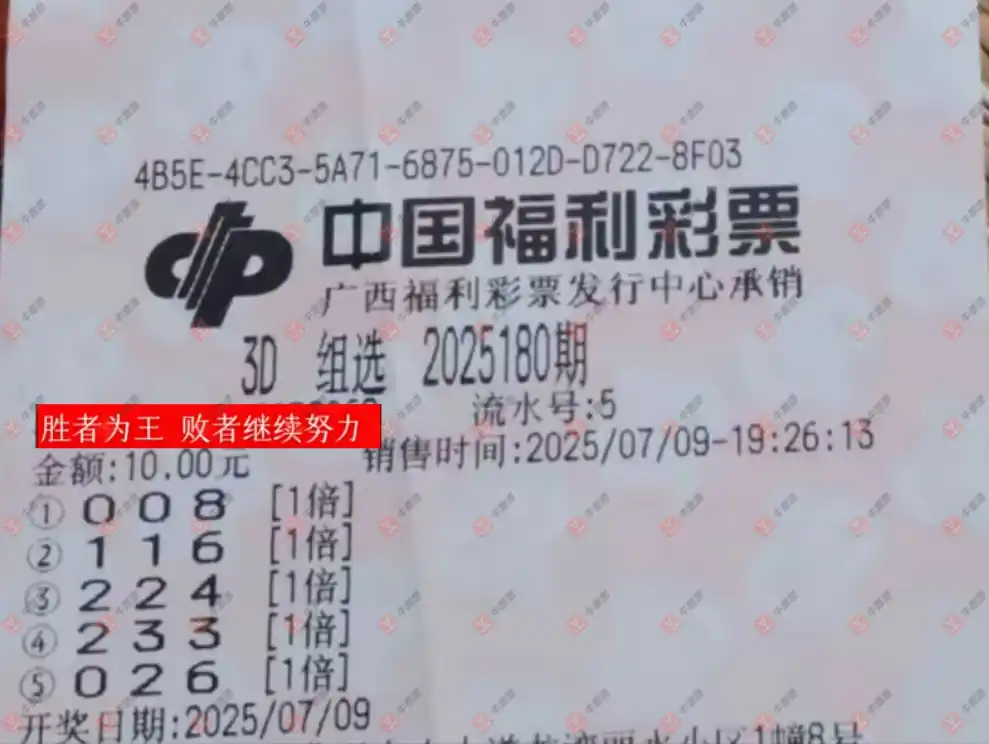 4B5E-4CC3-5A71-6875-012D-D722-8F03
中国福利彩票
广西福利彩票发行中心承销
3D 组选 2025180期
流水号:5
胜者为王 败者继续努力
销售时间:2025/07/09-19:26:13
金额:10.00元
① 0 0 8 [1倍]
② 1 1 6 [1倍]
③ 2 2 4 [1倍]
④ 2 3 3 [1倍]
⑤ 0 2 6 [1倍]
开奖日期:2025/07/09